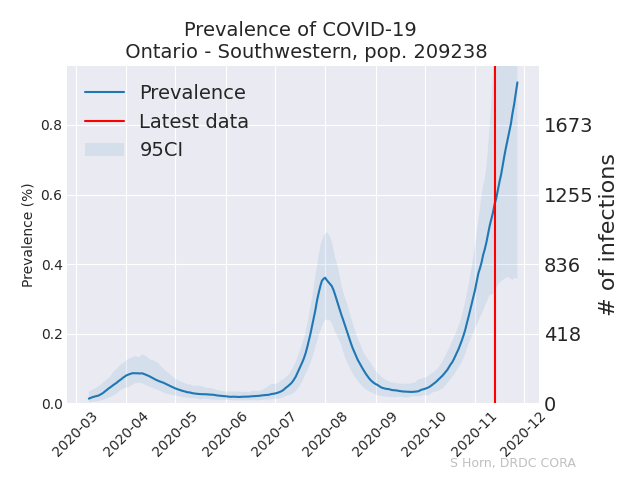 Prevalence of COVID-19
Ontario - Southwestern, pop. 209238
Prevalence
Latest data
95CI
Prevalence (%)
0.8
0.6
0.4
0.2
0.0
1673
1255
836
418
0
# of infections
2020-03
2020-04
2020-05
2020-06
2020-07
2020-08
2020-09
2020-10
2020-11
2020-12
S Horn, DRDC CORA